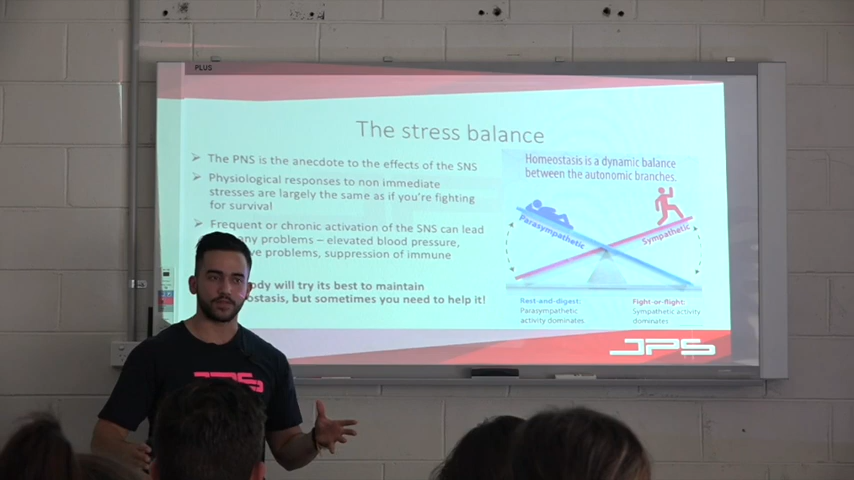 PLUS
The stress balance
➢ The PNS is the anecdote to the effects of the SNS
➢ Physiological responses to non immediate
stresses are largely the same as if you're fighting
for survival
➢ Frequent or chronic activation of the SNS can lead
problems – elevated blood pressure,
problems, suppression of immune
will try its best to maintain
but sometimes you need to help it!
Homeostasis is a dynamic balance
between the autonomic branches.
Parasympathetic
Sympathetic
Rest-and-digest:
Parasympathetic
activity dominates.
Fight-or-flight:
Sympathetic activity
dominates
JPS
JPS